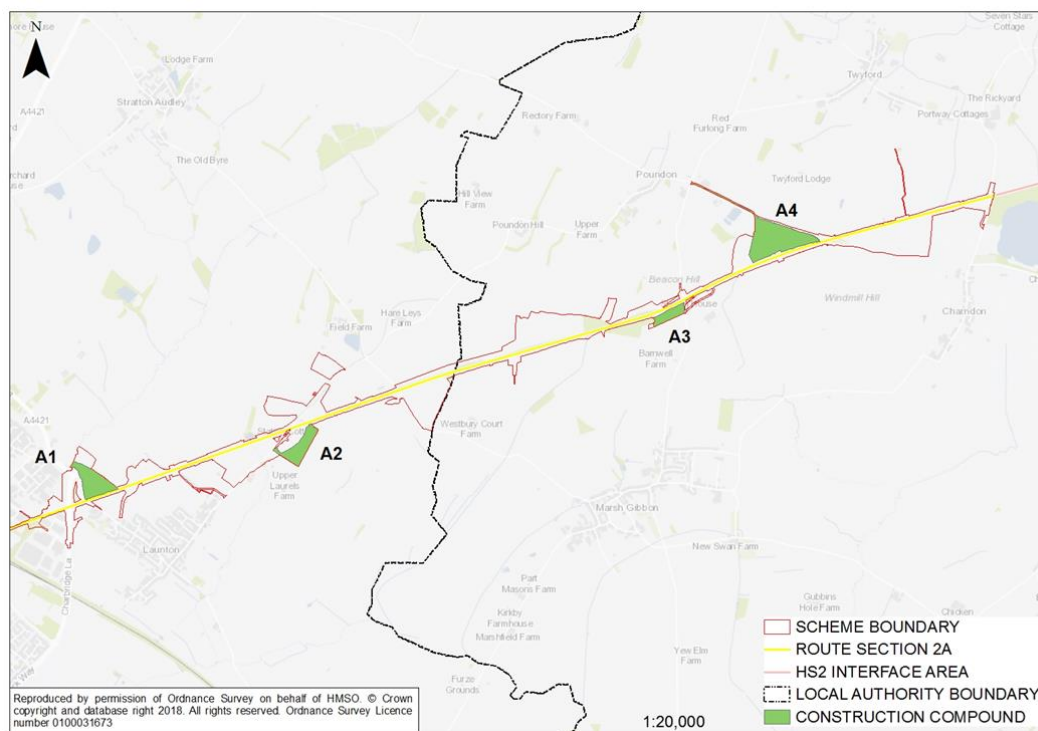 N
Seven Stars
Cottage
Lodge Farm
A4421
Stratton Audley
Twyford
Rectory Farm
Red
Furlong Farm
The Rickyard
Portway Cottages
The Old Byre
Poundon
Twyford Lodge
Hill View
Farm
A4
Poundon Hill
Upper
Farm
Beacon Hill
Windmill Hill
Charndon
Hare Leys
Farm
Field Farm
A3
Barnwell
Farm
A4421
Westbury Court
Farm
A1
A2
Upper
Laurels
Farm
Launton
Marsh Gibbon
Charbridge La
New Swan Farm
Part
Masons Farm
Gubbins
Hole Farm
Chicken
Kirkby
Farmhouse
Marshfield Farm
Yew Elm
Farm
Furze
Grounds
SCHEME BOUNDARY
ROUTE SECTION 2A
HS2 INTERFACE AREA
LOCAL AUTHORITY BOUNDARY
CONSTRUCTION COMPOUND
Reproduced by permission of Ordnance Survey on behalf of HMSO. © Crown
copyright and database right 2018. All rights reserved. Ordnance Survey Licence
number 0100031673
1:20,000